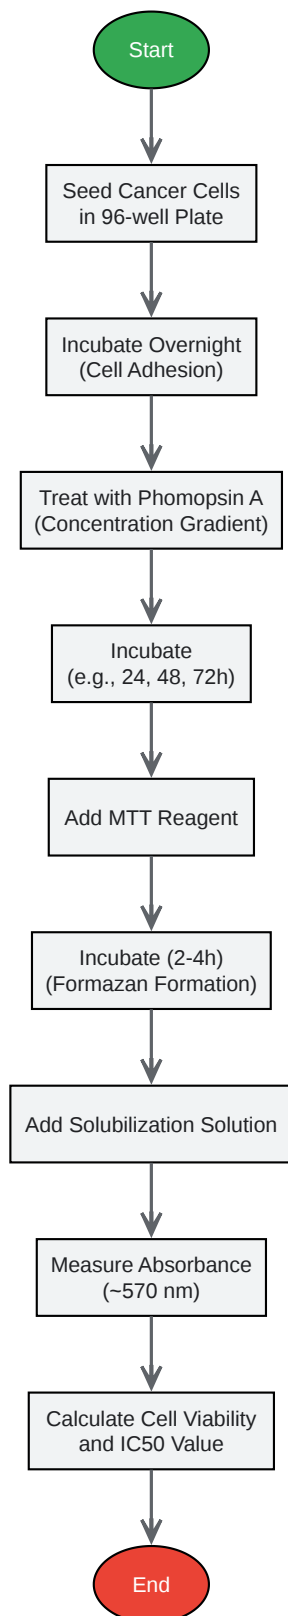 Start
Seed Cancer Cells
in 96-well Plate
Incubate Overnight
(Cell Adhesion)
Treat with Phomopsin A
(Concentration Gradient)
Incubate
(e.g., 24, 48, 72h)
Add MTT Reagent
Incubate (2-4h)
(Formazan Formation)
Add Solubilization Solution
Measure Absorbance
(~570 nm)
Calculate Cell Viability
and IC50 Value
End